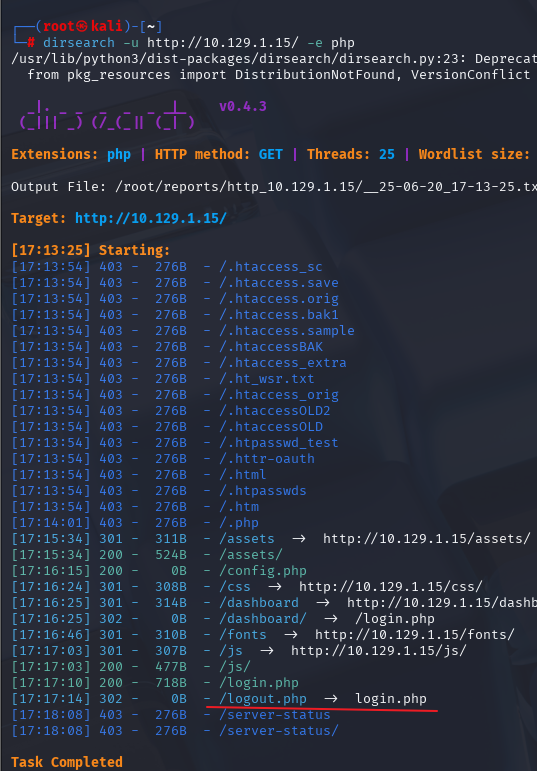 ┌──(root㉿kali)-[~]
└─# dirsearch -u http://10.129.1.15/ -e php
/usr/lib/python3/dist-packages/dirsearch/dirsearch.py:23: Deprecat
  from pkg_resources import DistributionNotFound, VersionConflict

  _|. _ _  _  _  _ _|_    v0.4.3
 (_||| _) (/_(_|| (_| )

Extensions: php | HTTP method: GET | Threads: 25 | Wordlist size:

Output File: /root/reports/http_10.129.1.15/__25-06-20_17-13-25.tx

Target: http://10.129.1.15/

[17:13:25] Starting:
[17:13:54] 403 -  276B  - /.htaccess_sc
[17:13:54] 403 -  276B  - /.htaccess.save
[17:13:54] 403 -  276B  - /.htaccess.orig
[17:13:54] 403 -  276B  - /.htaccess.bak1
[17:13:54] 403 -  276B  - /.htaccess.sample
[17:13:54] 403 -  276B  - /.htaccessBAK
[17:13:54] 403 -  276B  - /.htaccess_extra
[17:13:54] 403 -  276B  - /.ht_wsr.txt
[17:13:54] 403 -  276B  - /.htaccess_orig
[17:13:54] 403 -  276B  - /.htaccessOLD2
[17:13:54] 403 -  276B  - /.htaccessOLD
[17:13:54] 403 -  276B  - /.htpasswd_test
[17:13:54] 403 -  276B  - /.httr-oauth
[17:13:54] 403 -  276B  - /.html
[17:13:54] 403 -  276B  - /.htpasswds
[17:13:54] 403 -  276B  - /.htm
[17:14:01] 403 -  276B  - /.php
[17:15:34] 301 -  311B  - /assets  →  http://10.129.1.15/assets/
[17:15:34] 200 -  524B  - /assets/
[17:16:15] 200 -    0B  - /config.php
[17:16:24] 301 -  308B  - /css  →  http://10.129.1.15/css/
[17:16:25] 301 -  314B  - /dashboard  →  http://10.129.1.15/dashb
[17:16:25] 302 -    0B  - /dashboard/  →  /login.php
[17:16:46] 301 -  310B  - /fonts  →  http://10.129.1.15/fonts/
[17:17:03] 301 -  307B  - /js  →  http://10.129.1.15/js/
[17:17:03] 200 -  477B  - /js/
[17:17:10] 200 -  718B  - /login.php
[17:17:14] 302 -    0B  - /logout.php  →  login.php
[17:18:08] 403 -  276B  - /server-status
[17:18:08] 403 -  276B  - /server-status/

Task Completed